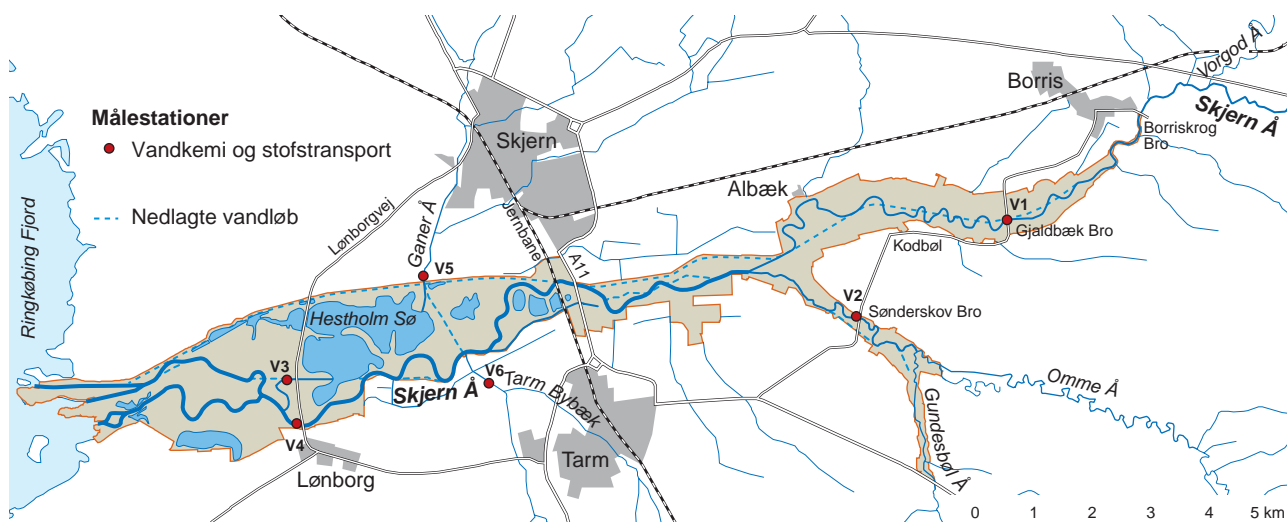 Målestationer
Vandkemi og stofstransport
Nedlagte vandløb
Ringkøbing Fjord
Lønborgvej
Ganer Å
Skjern
Jernbane
A11
Albæk
Borris
Vorgod Å
Skjern Å
Borriskrog
Bro
V1
Gjaldbæk Bro
Kodbøl
V2
Sønderskov Bro
V5
Hestholm Sø
V3
V4
Skjern Å
V6
Tarm Bybæk
Omme Å
Gundesbøl Å
Lønborg
Tarm
0 1 2 3 4 5 km